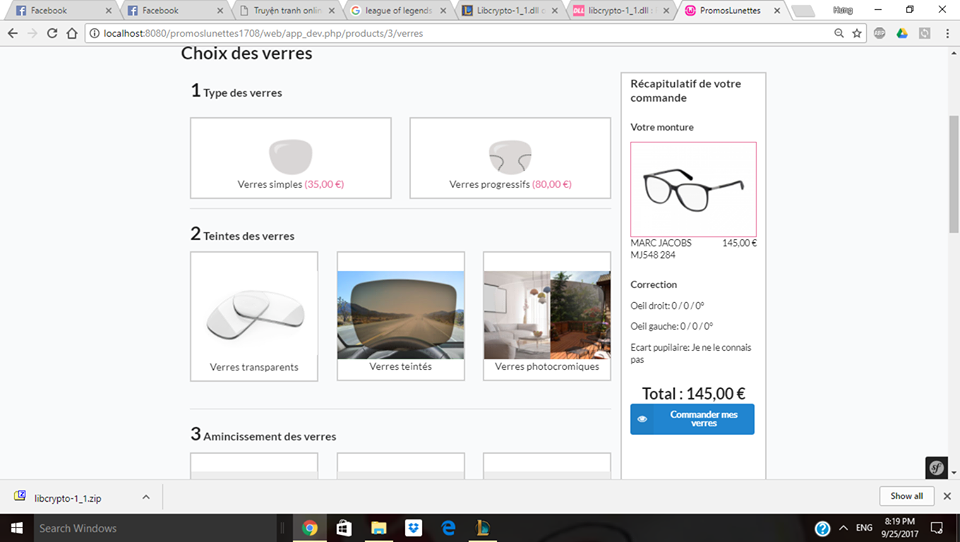 Facebook
Facebook
Truyện tranh online
league of legends
Libcrypto-1_1.dll
libcrypto-1_1.dll
PromosLunettes
Hung
localhost:8080/promoslunettes1708/web/app_dev.php/products/3/verres
Choix des verres
1 Type des verres
Verres simples (35,00 €)
Verres progressifs (80,00 €)
2 Teintes des verres
Verres transparents
Verres teintés
Verres photocromiques
3 Amincissement des verres
Récapitulatif de votre
commande
Votre monture
MARC JACOBS 145,00 €
MJ548 284
Correction
Oeil droit: 0 / 0 / 0°
Oeil gauche: 0 / 0 / 0°
Ecart pupilaire: Je ne le connais
pas
Total : 145,00 €
Commander mes
verres
sf
libcrypto-1_1.zip
Show all
Search Windows
ENG
8:19 PM
9/25/2017